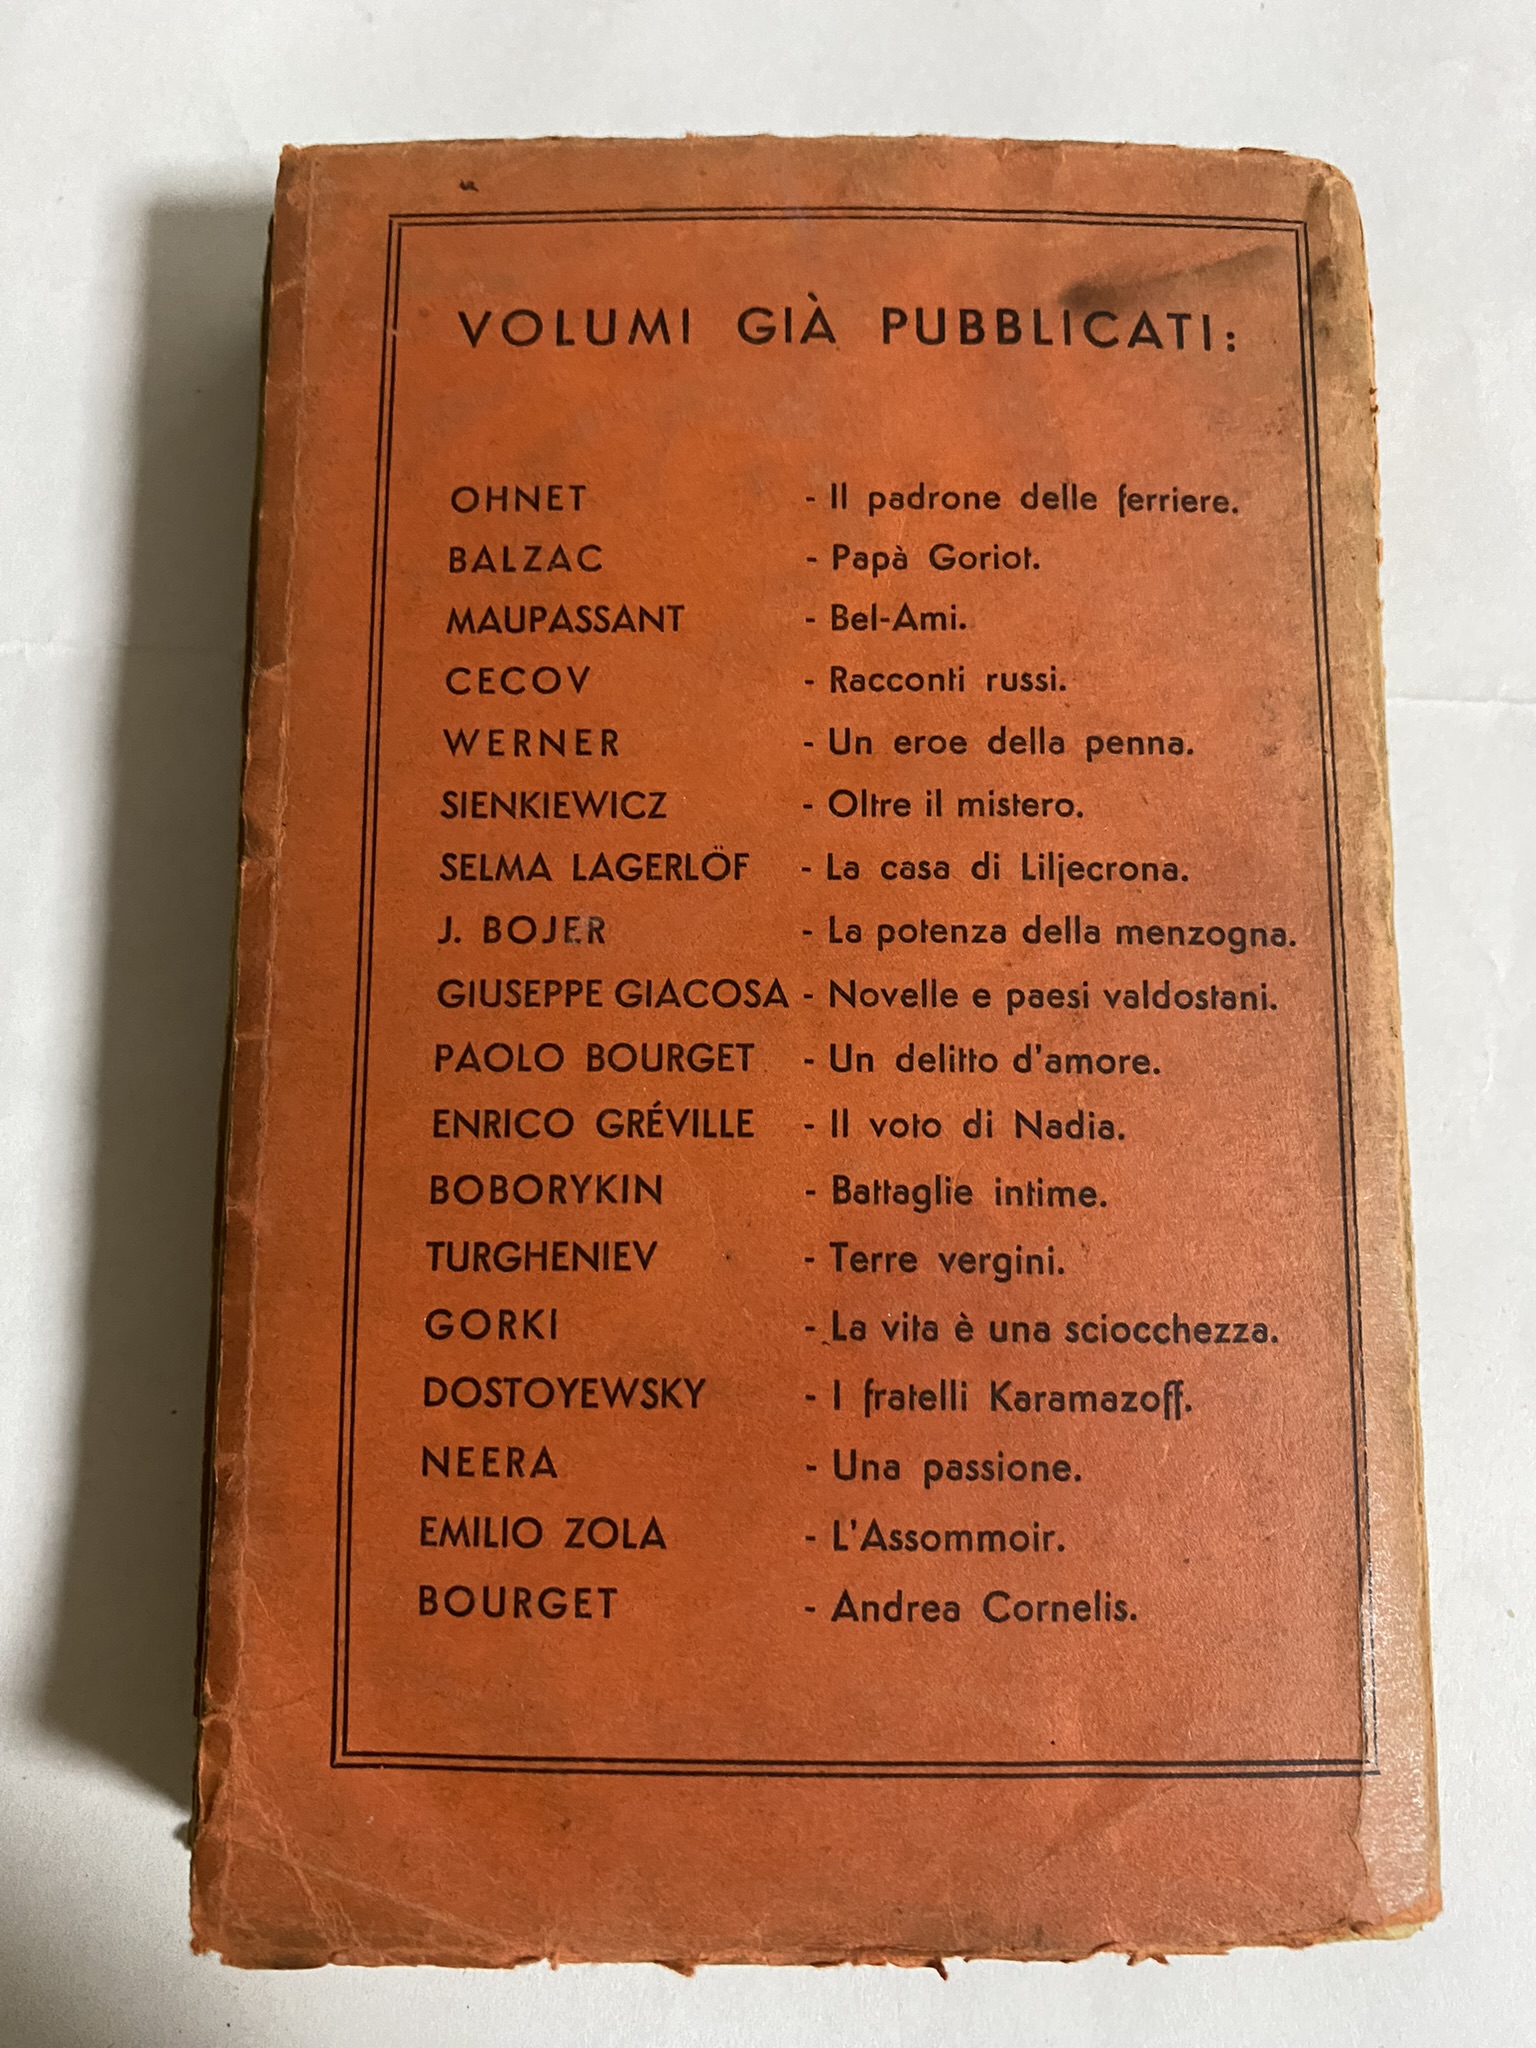 VOLUMI GIÀ PUBBLICATI:
OHNET - Il padrone delle ferriere.
BALZAC - Papà Goriot.
MAUPASSANT - Bel-Ami.
CECOV - Racconti russi.
WERNER - Un eroe della penna.
SIENKIEWICZ - Oltre il mistero.
SELMA LAGERLÖF - La casa di Liljecrona.
J. BOJER - La potenza della menzogna.
GIUSEPPE GIACOSA - Novelle e paesi valdostani.
PAOLO BOURGET - Un delitto d'amore.
ENRICO GRÉVILLE - Il voto di Nadia.
BOBORYKIN - Battaglie intime.
TURGHENIEV - Terre vergini.
GORKI - La vita è una sciocchezza.
DOSTOYEWSKY - I fratelli Karamazoff.
NEERA - Una passione.
EMILIO ZOLA - L'Assommoir.
BOURGET - Andrea Cornelis.